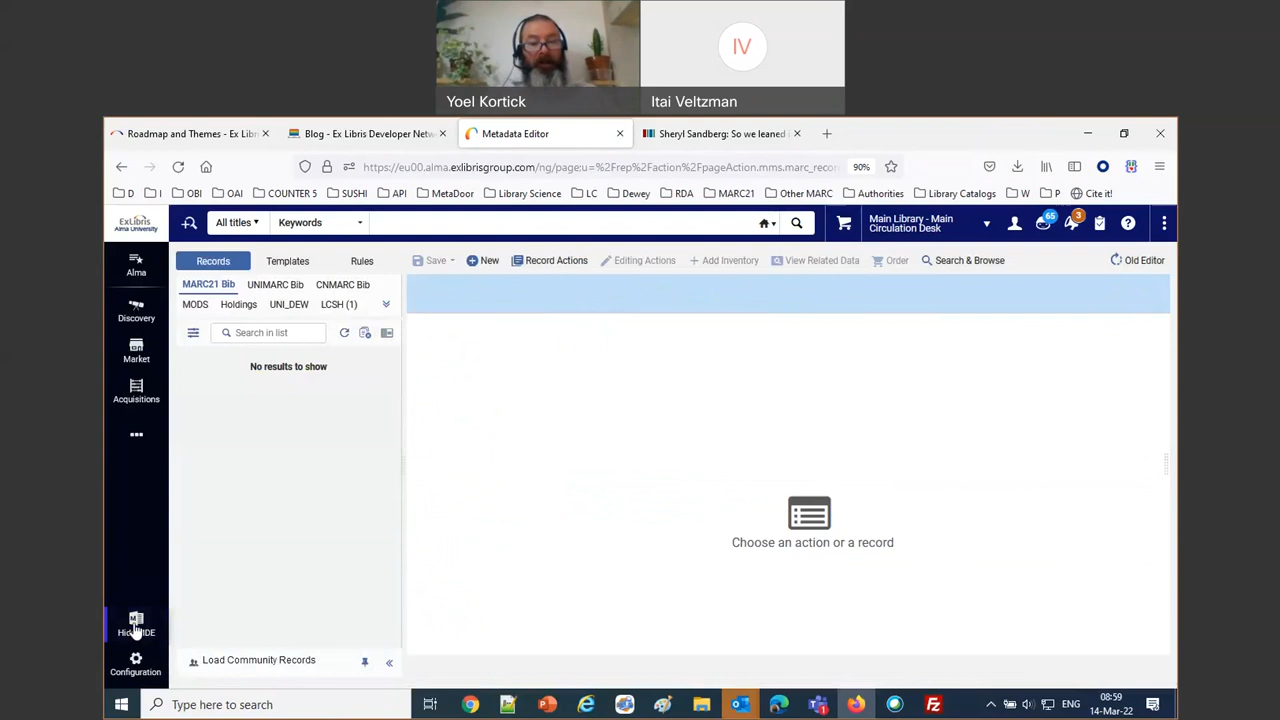 IV
Yoel Kortick
Itai Veltzman
Roadmap and Themes - Ex Libri
Blog - Ex Libris Developer Netw
Metadata Editor
Sheryl Sandberg: So we leaned i
https://eu00.alma.exlibrisgroup.com/ng/page;u=%2Frep%2Faction%2FpageAction.mms.marc_recor
90%
D
I
OBI
OAI
COUNTER 5
SUSHI
API
MetaDoor
Library Science
LC
Dewey
RDA
MARC21
Other MARC
Authorities
Library Catalogs
W
P
Cite it!
ExLibris
Alma University
All titles
Keywords
Main Library - Main
Circulation Desk
65
3
Alma
Discovery
Market
Acquisitions
Configuration
Records
Templates
Rules
Save
New
Record Actions
Editing Actions
+ Add Inventory
View Related Data
Order
Search & Browse
Old Editor
MARC21 Bib
UNIMARC Bib
CNMARC Bib
MODS
Holdings
UNI_DEW
LCSH (1)
Search in list
No results to show
Choose an action or a record
Load Community Records
Type here to search
ENG
08:59
14-Mar-22